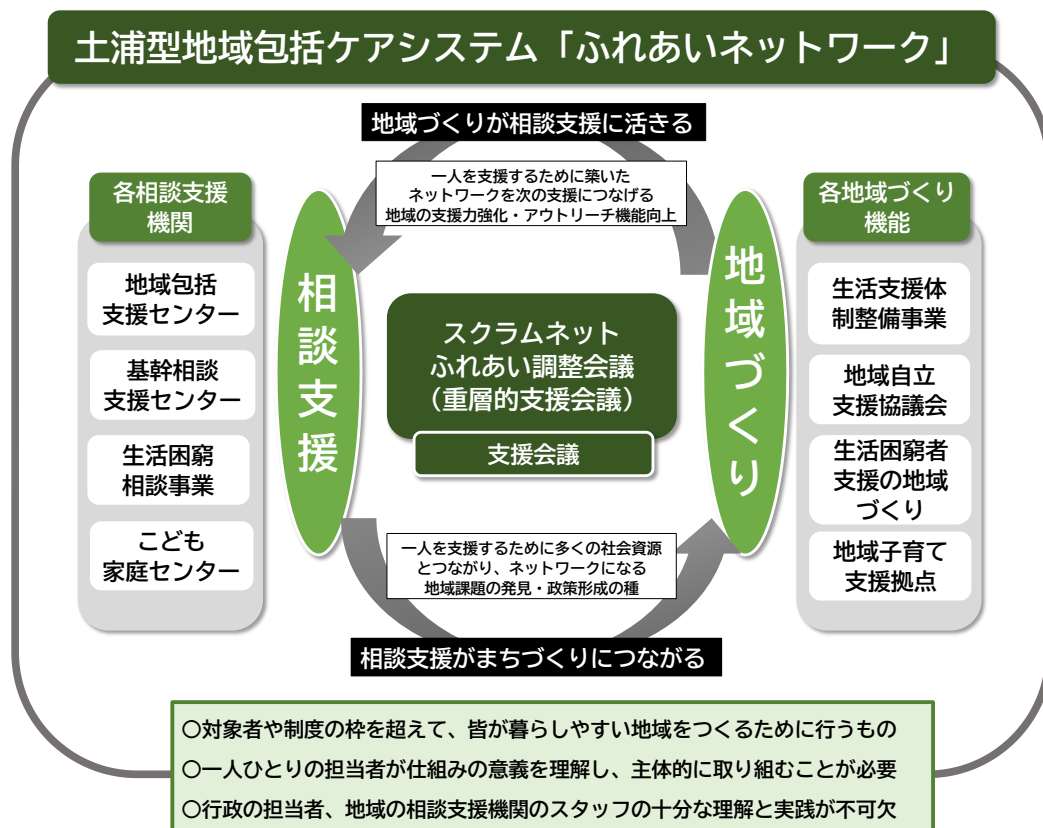 土浦型地域包括ケアシステム「ふれあいネットワーク」
地域づくりが相談支援に活きる
一人を支援するために築いた
ネットワークを次の支援につなげる
地域の支援力強化・アウトリーチ機能向上
各相談支援
機関
地域包括
支援センター
基幹相談
支援センター
生活困窮
相談事業
こども
家庭センター
相談支援
スクラムネット
ふれあい調整会議
（重層的支援会議）
支援会議
地域づくり
各地域づくり
機能
生活支援体
制整備事業
地域自立
支援協議会
生活困窮者
支援の地域
づくり
地域子育て
支援拠点
一人を支援するために多くの社会資源
とつながり、ネットワークになる
地域課題の発見・政策形成の種
相談支援がまちづくりにつながる
〇対象者や制度の枠を超えて、皆が暮らしやすい地域をつくるために行うもの
〇一人ひとりの担当者が仕組みの意義を理解し、主体的に取り組むことが必要
〇行政の担当者、地域の相談支援機関のスタッフの十分な理解と実践が不可欠